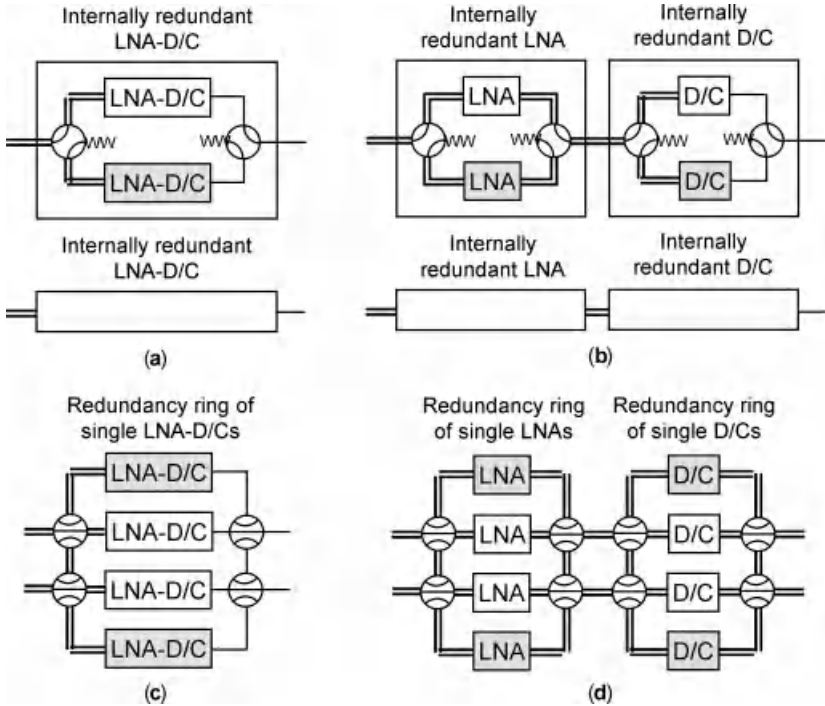 Internally redundant
LNA-D/C
LNA-D/C
LNA-D/C
Internally redundant
LNA-D/C
(a)
Internally
redundant LNA
Internally
redundant D/C
LNA
LNA
D/C
D/C
Internally
redundant LNA
Internally
redundant D/C
(b)
Redundancy ring of
single LNA-D/Cs
LNA-D/C
LNA-D/C
LNA-D/C
LNA-D/C
(c)
Redundancy ring
of single LNAs
Redundancy ring
of single D/Cs
LNA
LNA
LNA
LNA
D/C
D/C
D/C
D/C
(d)